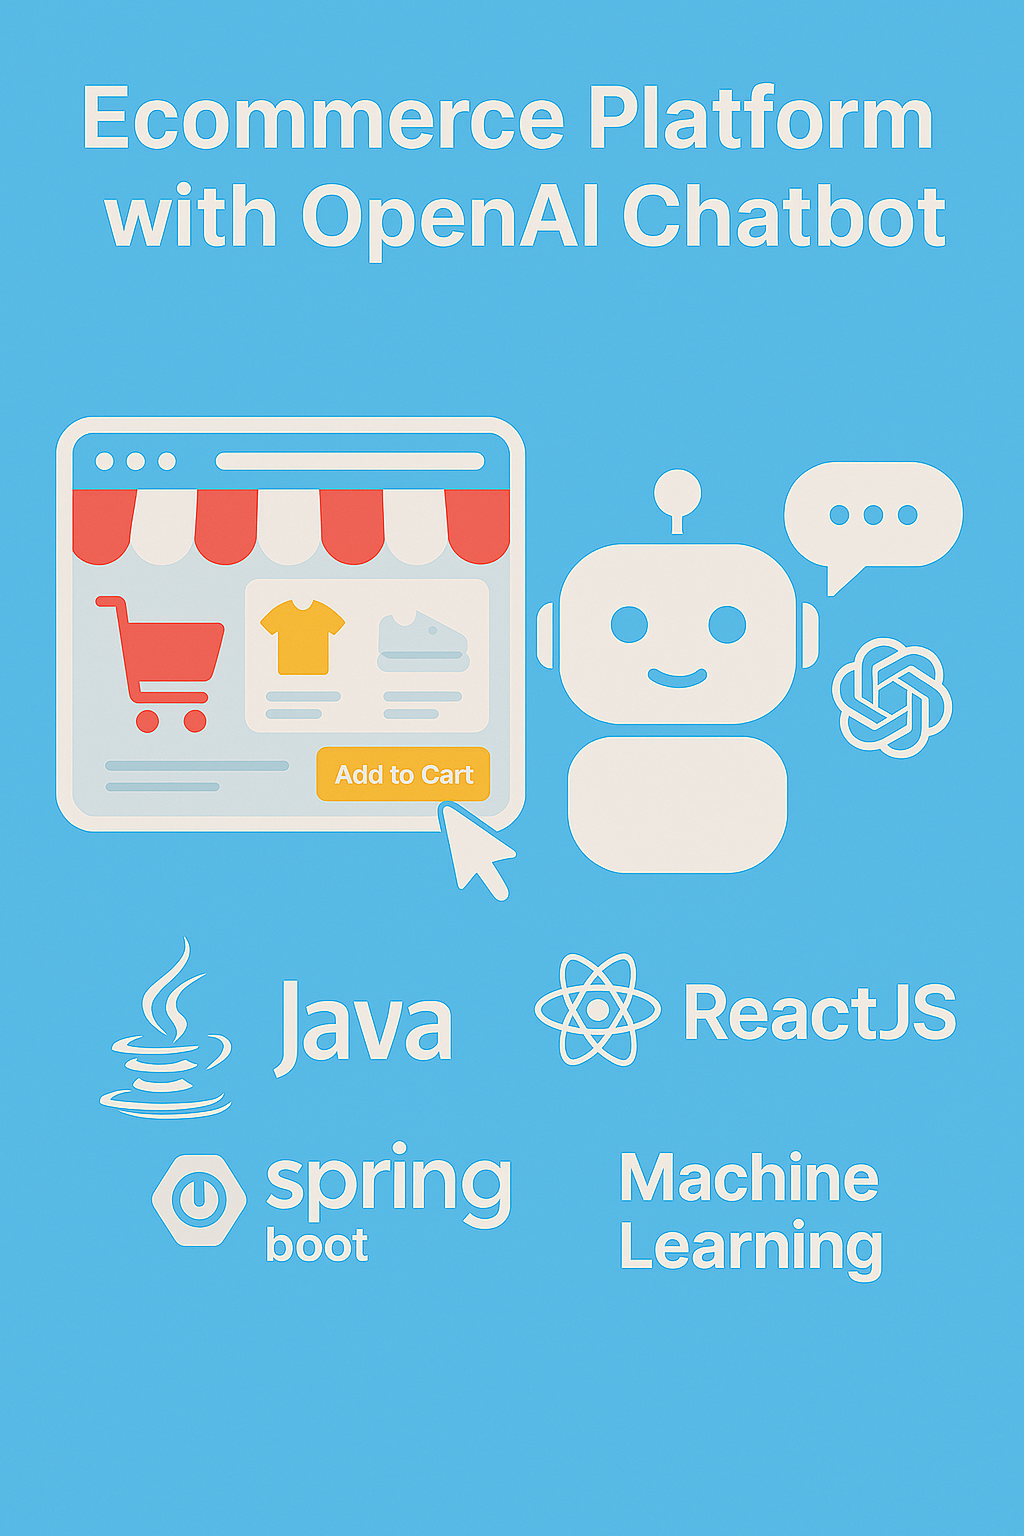 Ecommerce Platform
with OpenAI Chatbot
Add to Cart
Java
ReactJS
spring
boot
Machine
Learning